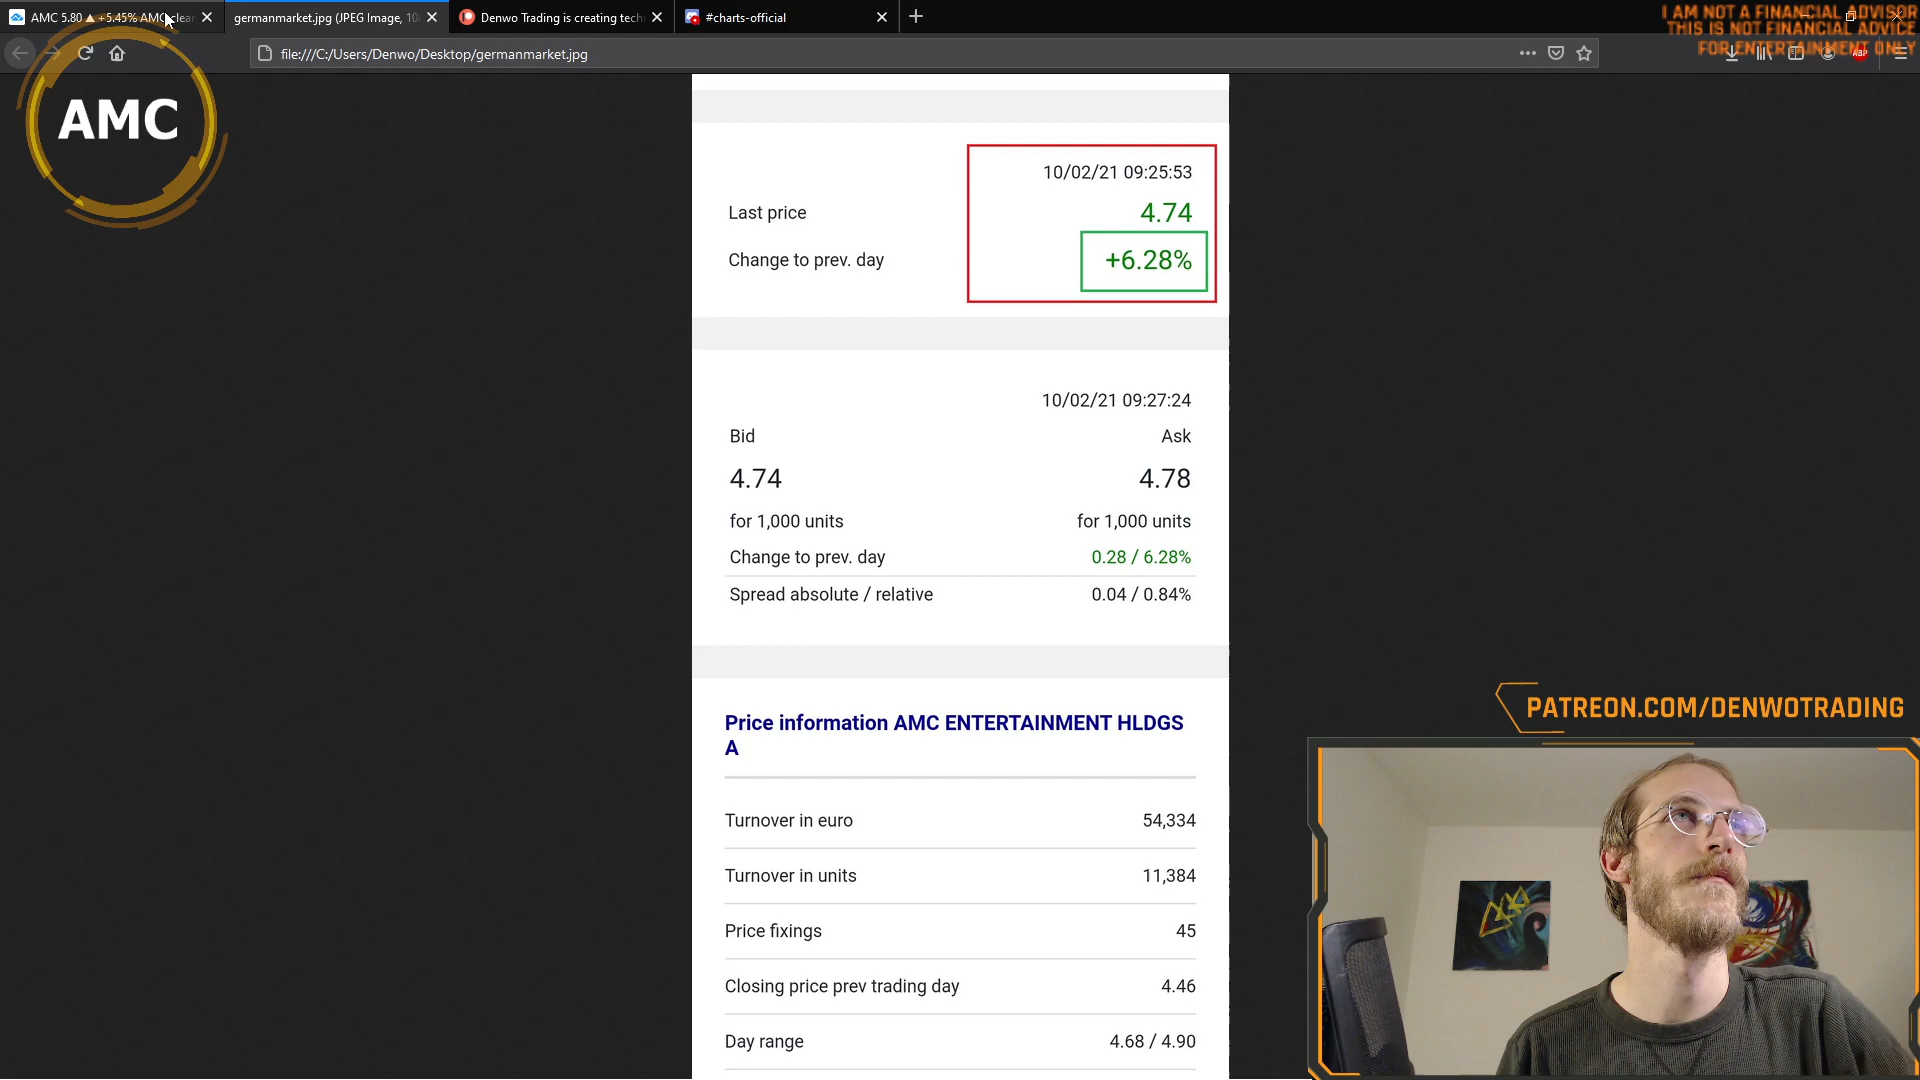 AMC 5.80 ▲ +5.45% AMC clear
germanmarket.jpg (JPEG Image, 10
Denwo Trading is creating tech
#charts-official
I AM NOT A FINANCIAL ADVISOR
THIS IS NOT FINANCIAL ADVICE
FOR ENTERTAINMENT ONLY
file:///C:/Users/Denwo/Desktop/germanmarket.jpg
ABP
AMC
10/02/21 09:25:53
Last price 4.74
Change to prev. day +6.28%
10/02/21 09:27:24
Bid Ask
4.74 4.78
for 1,000 units for 1,000 units
Change to prev. day 0.28 / 6.28%
Spread absolute / relative 0.04 / 0.84%
Price information AMC ENTERTAINMENT HLDGS
A
Turnover in euro 54,334
Turnover in units 11,384
Price fixings 45
Closing price prev trading day 4.46
Day range 4.68 / 4.90
PATREON.COM/DENWOTRADING